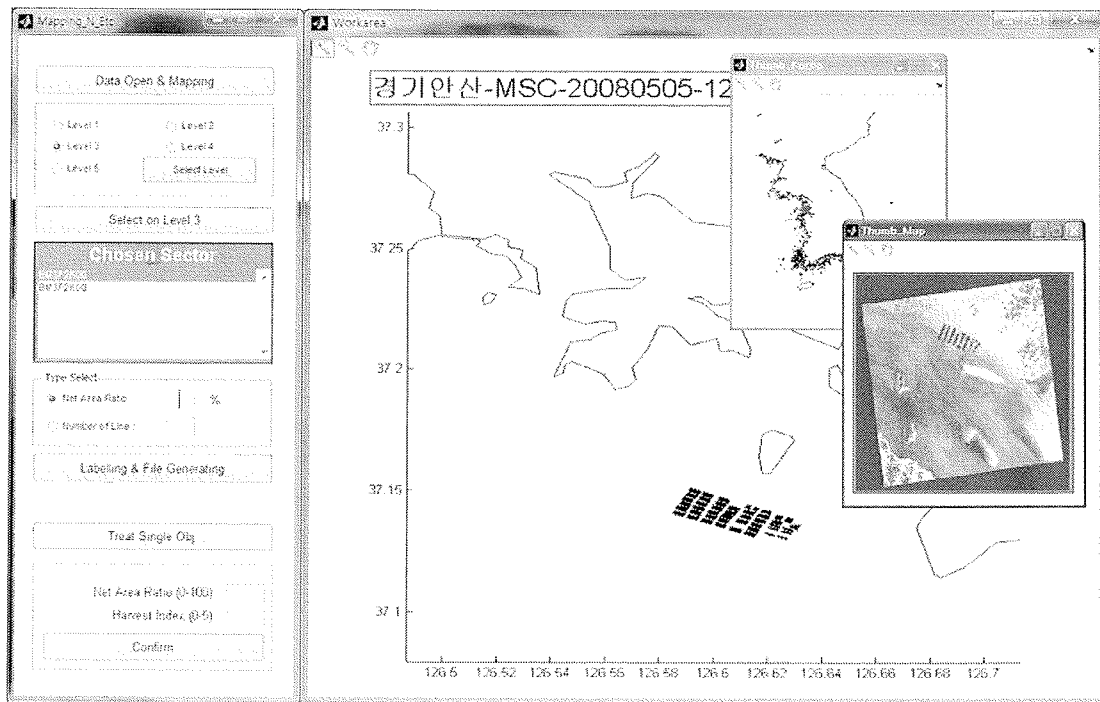 Mapping_N_Etc
Data Open & Mapping
Level 1
Level 2
Level 3
Level 4
Level 5
Select Level
Select on Level 3
Chosen Sector
Type Select
Net Area Ratio
%
Number of Line :
Labelling & File Generating
Treat Single Obj
Net Area Ratio (0-100)
Harvest Index (0-5)
Confirm
Workarea
경기안산-MSC-20080505-12
37.3
37.25
37.2
37.15
37.1
126.5
126.52
126.54
126.56
126.58
126.6
126.62
126.64
126.66
126.68
126.7
Thumb_Map